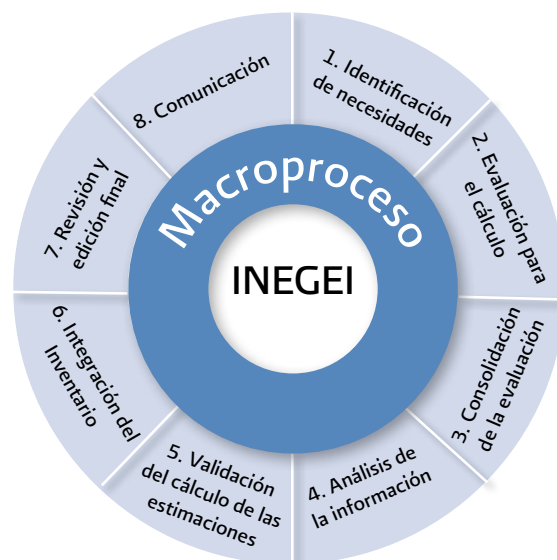 Macroproceso
INEGEI
1. Identificación
de necesidades
2. Evaluación para
el cálculo
3. Consolidación
de la evaluación
4. Análisis de
la información
5. Validación
del cálculo de las
estimaciones
6. Integración del
Inventario
7. Revisión y
edición final
8. Comunicación